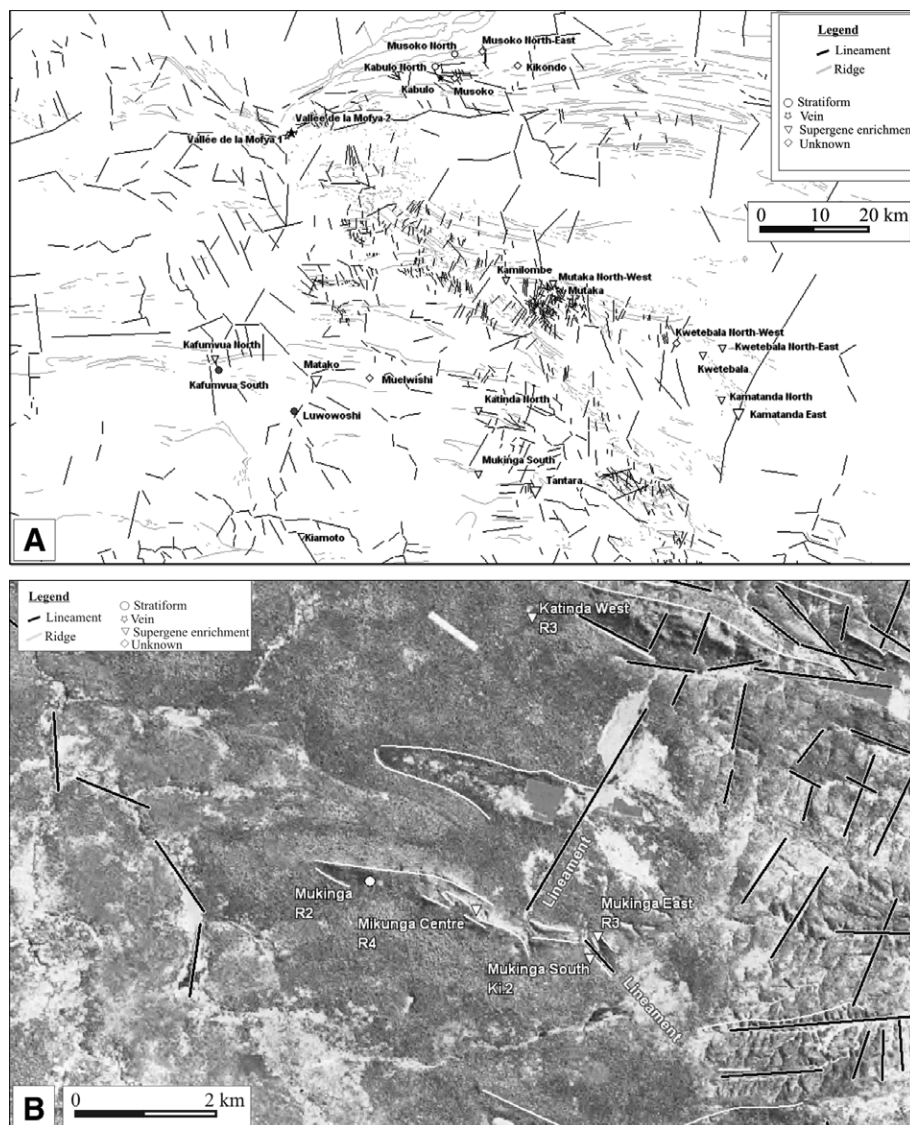 Legend
Lineament
Ridge
Stratiform
Vein
Supergene enrichment
Unknown
0 10 20 km
Musoko North-East
Musoko North
Kabulo North
Kikondo
Kabulo
Musoko
Vallée de la Mofya 2
Vallée de la Mofya 1
Kamilombe
Mutaka North-West
Mutaka
Kwetebala North-West
Kafumvua North
Kwetebala North-East
Matako
Kwetebala
Muelwishi
Kafumvua South
Katinda North
Kamatanda North
Luwowoshi
Kamatanda East
Mukinga South
Tantara
A
Kiamoto
Legend
Lineament
Ridge
Stratiform
Vein
Supergene enrichment
Unknown
Katinda West
R3
Lineament
Mukinga
R2
Mikunga Centre
R4
Mukinga East
R3
Mukinga South
Ki.2
Lineament
B
0 2 km